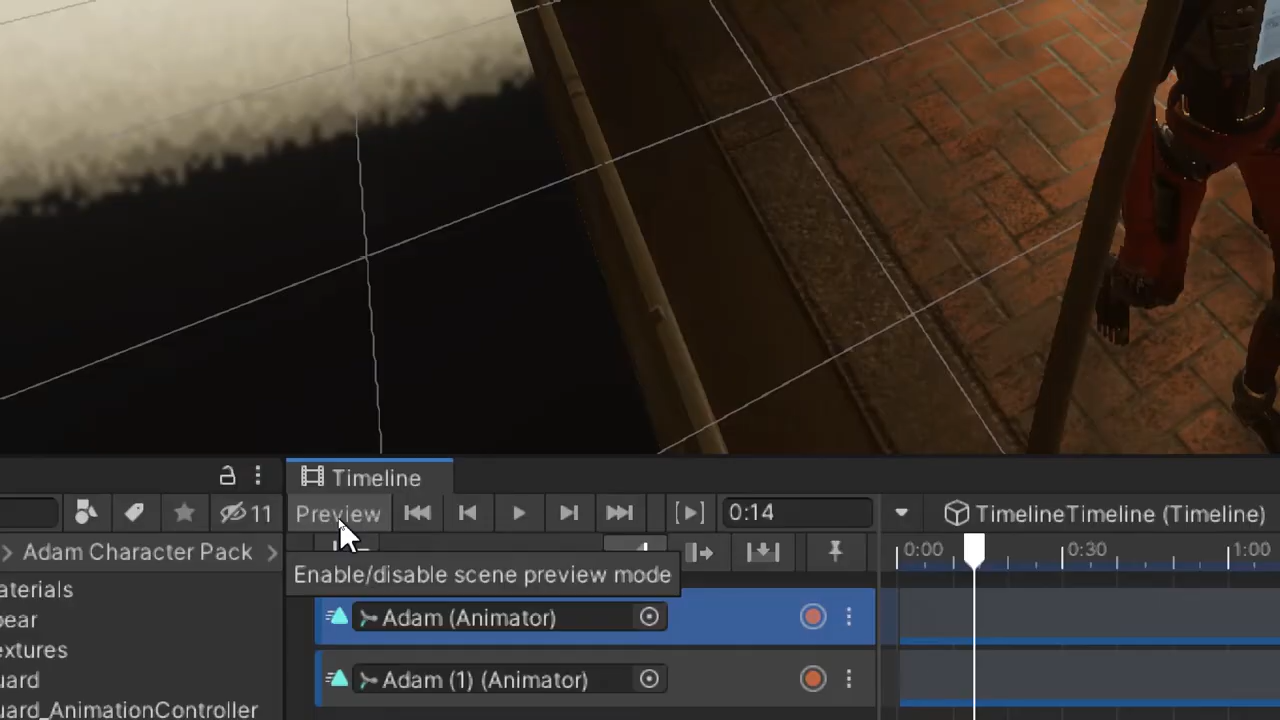 Timeline
11
Preview
0:14
TimelineTimeline (Timeline)
Adam Character Pack
0:00
0:30
1:00
Enable/disable scene preview mode
aterials
ear
Adam (Animator)
extures
uard
Adam (1) (Animator)
uard_AnimationController